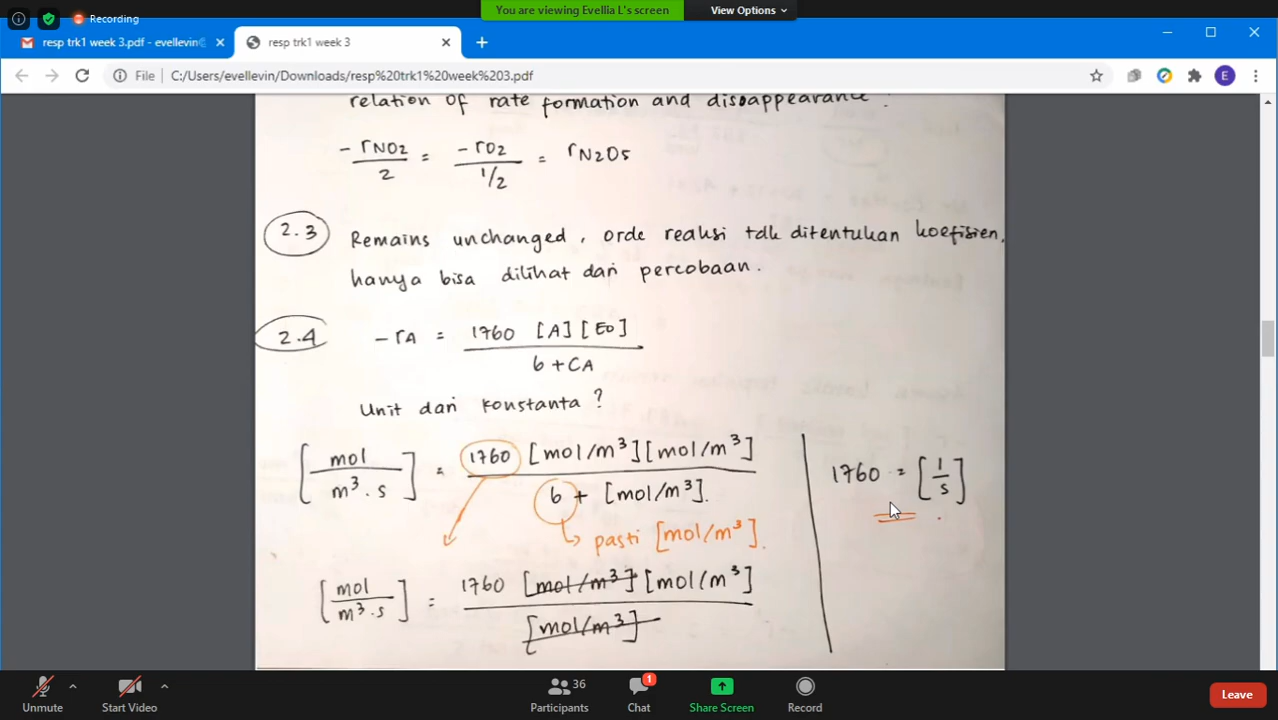 Recording
You are viewing Evellia L's screen
View Options
resp trk1 week 3.pdf - evellevin@
resp trk1 week 3
File
C:/Users/evellevin/Downloads/resp%20trk1%20week%203.pdf
E
relation of rate formation and dissappearance.
-rNO2/2 = -rO2/1/2 = rN2O5
2.3 Remains unchanged, orde reaksi tdk ditentukan koefisien,
hanya bisa dilihat dari percobaan.
2.4 -rA = 1760 [A][E0] / 6 + CA
Unit dari konstanta?
[mol / m³.s] = 1760 [mol/m³][mol/m³] / 6 + [mol/m³].
1760 = [1/s]
pasti [mol/m³].
[mol / m³.s] = 1760 [mol/m³][mol/m³] / [mol/m³]
Unmute
Start Video
36
Participants
1
Chat
Share Screen
Record
Leave